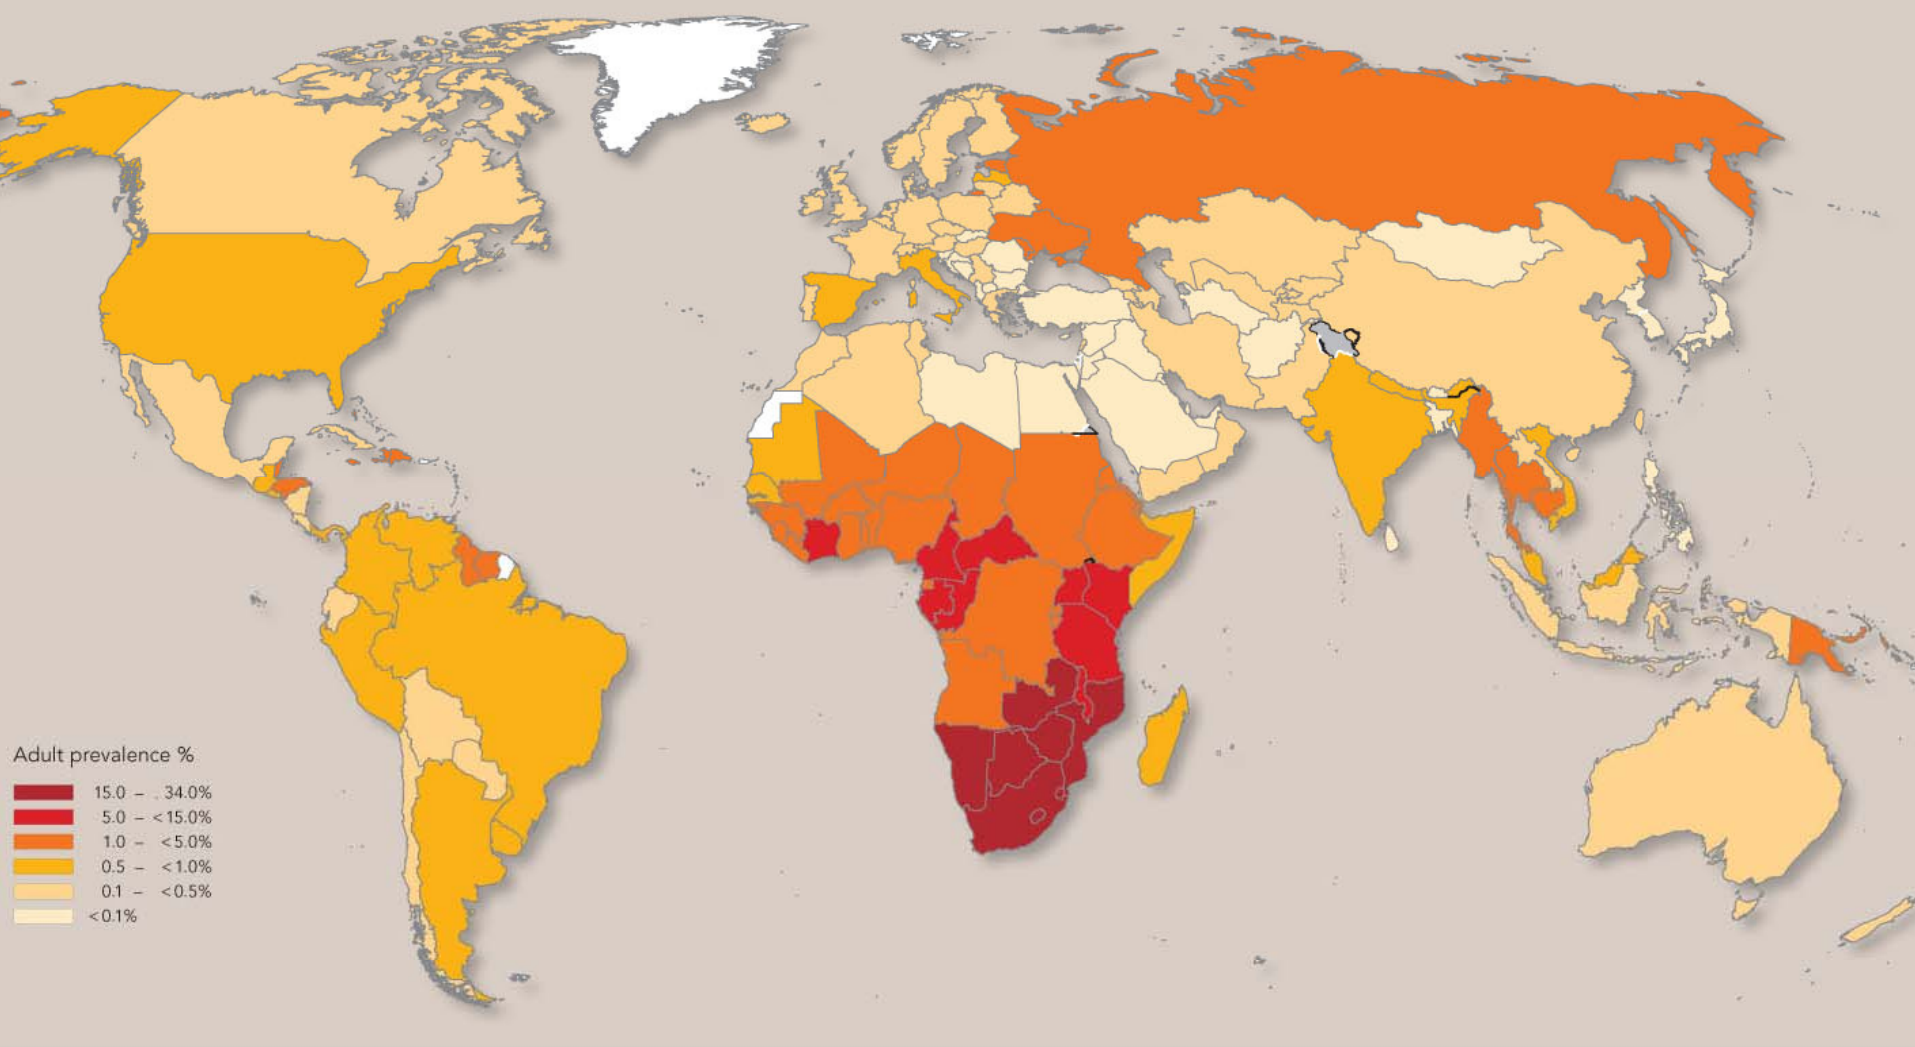 Adult prevalence %
15.0 – . 34.0%
5.0 – <15.0%
1.0 – <5.0%
0.5 – <1.0%
0.1 – <0.5%
<0.1%